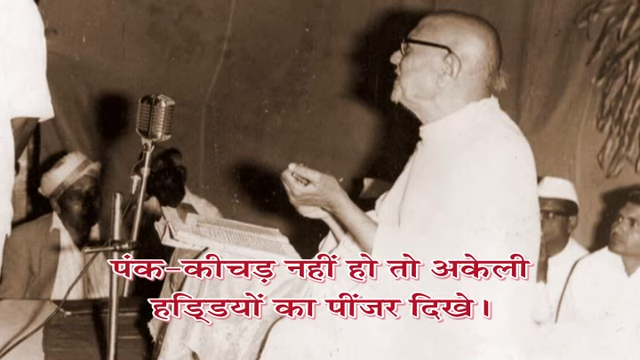 पंक-कीचड़ नहीं हो तो अकेली
हड्डियों का पींजर दिखे।